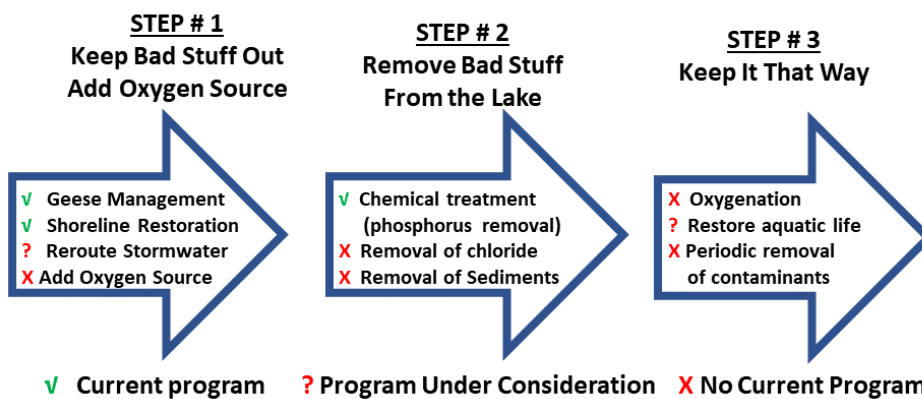 STEP # 1
Keep Bad Stuff Out
Add Oxygen Source
√ Geese Management
√ Shoreline Restoration
? Reroute Stormwater
X Add Oxygen Source
STEP # 2
Remove Bad Stuff
From the Lake
√ Chemical treatment
(phosphorus removal)
X Removal of chloride
X Removal of Sediments
STEP # 3
Keep It That Way
X Oxygenation
? Restore aquatic life
X Periodic removal
of contaminants
√ Current program
? Program Under Consideration
X No Current Program